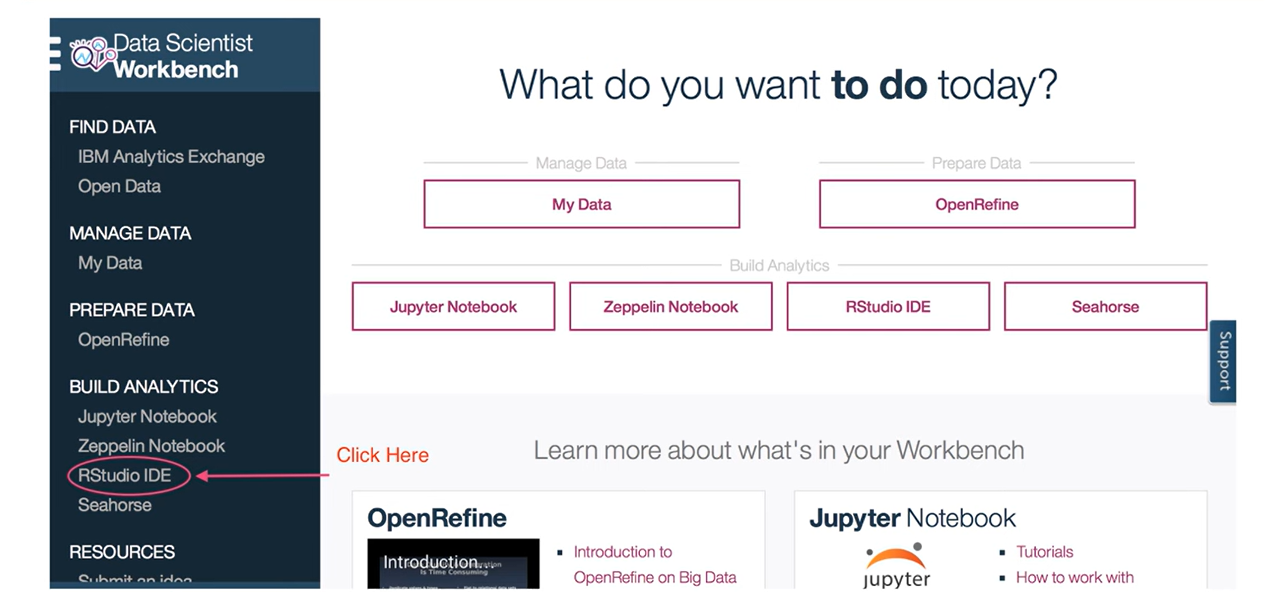 Data Scientist
Workbench
FIND DATA
IBM Analytics Exchange
Open Data
MANAGE DATA
My Data
PREPARE DATA
OpenRefine
BUILD ANALYTICS
Jupyter Notebook
Zeppelin Notebook
RStudio IDE
Seahorse
RESOURCES
Submit an idea
What do you want to do today?
Manage Data
My Data
Prepare Data
OpenRefine
Build Analytics
Jupyter Notebook
Zeppelin Notebook
RStudio IDE
Seahorse
Support
Click Here
Learn more about what's in your Workbench
OpenRefine
Introduction...
Is Time Consuming
Introduction to
OpenRefine on Big Data
Jupyter Notebook
jupyter
Tutorials
How to work with